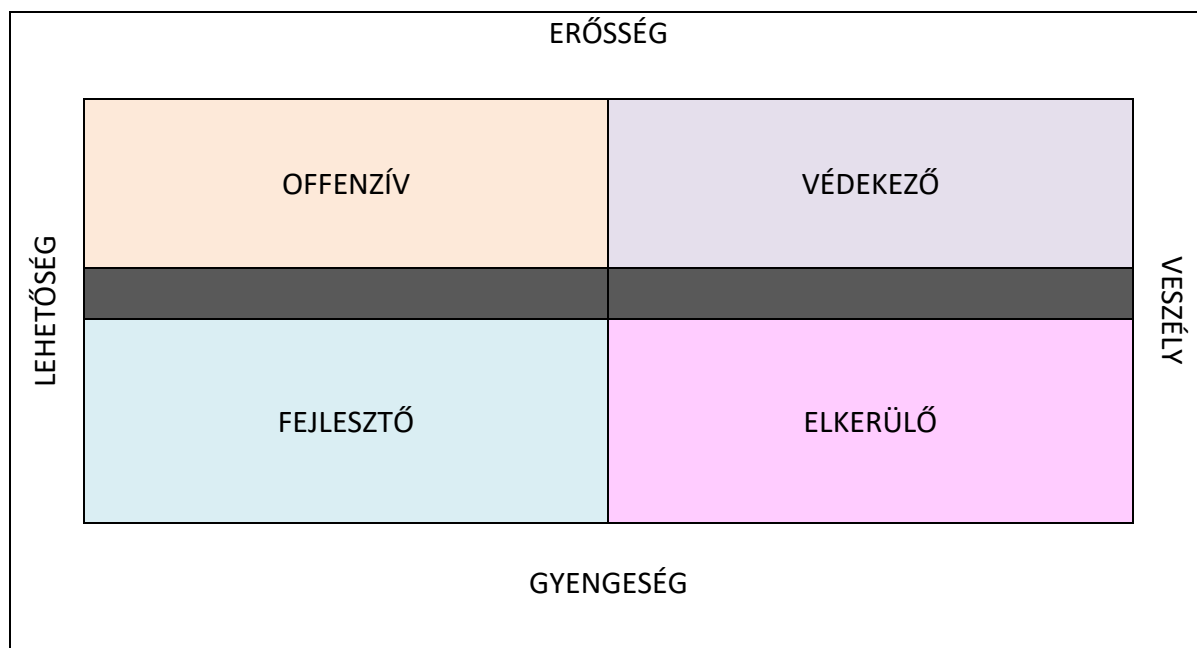 ERŐSSÉG
OFFENZÍV
VÉDEKEZŐ
LEHETŐSÉG
VESZÉLY
FEJLESZTŐ
ELKERÜLŐ
GYENGESÉG